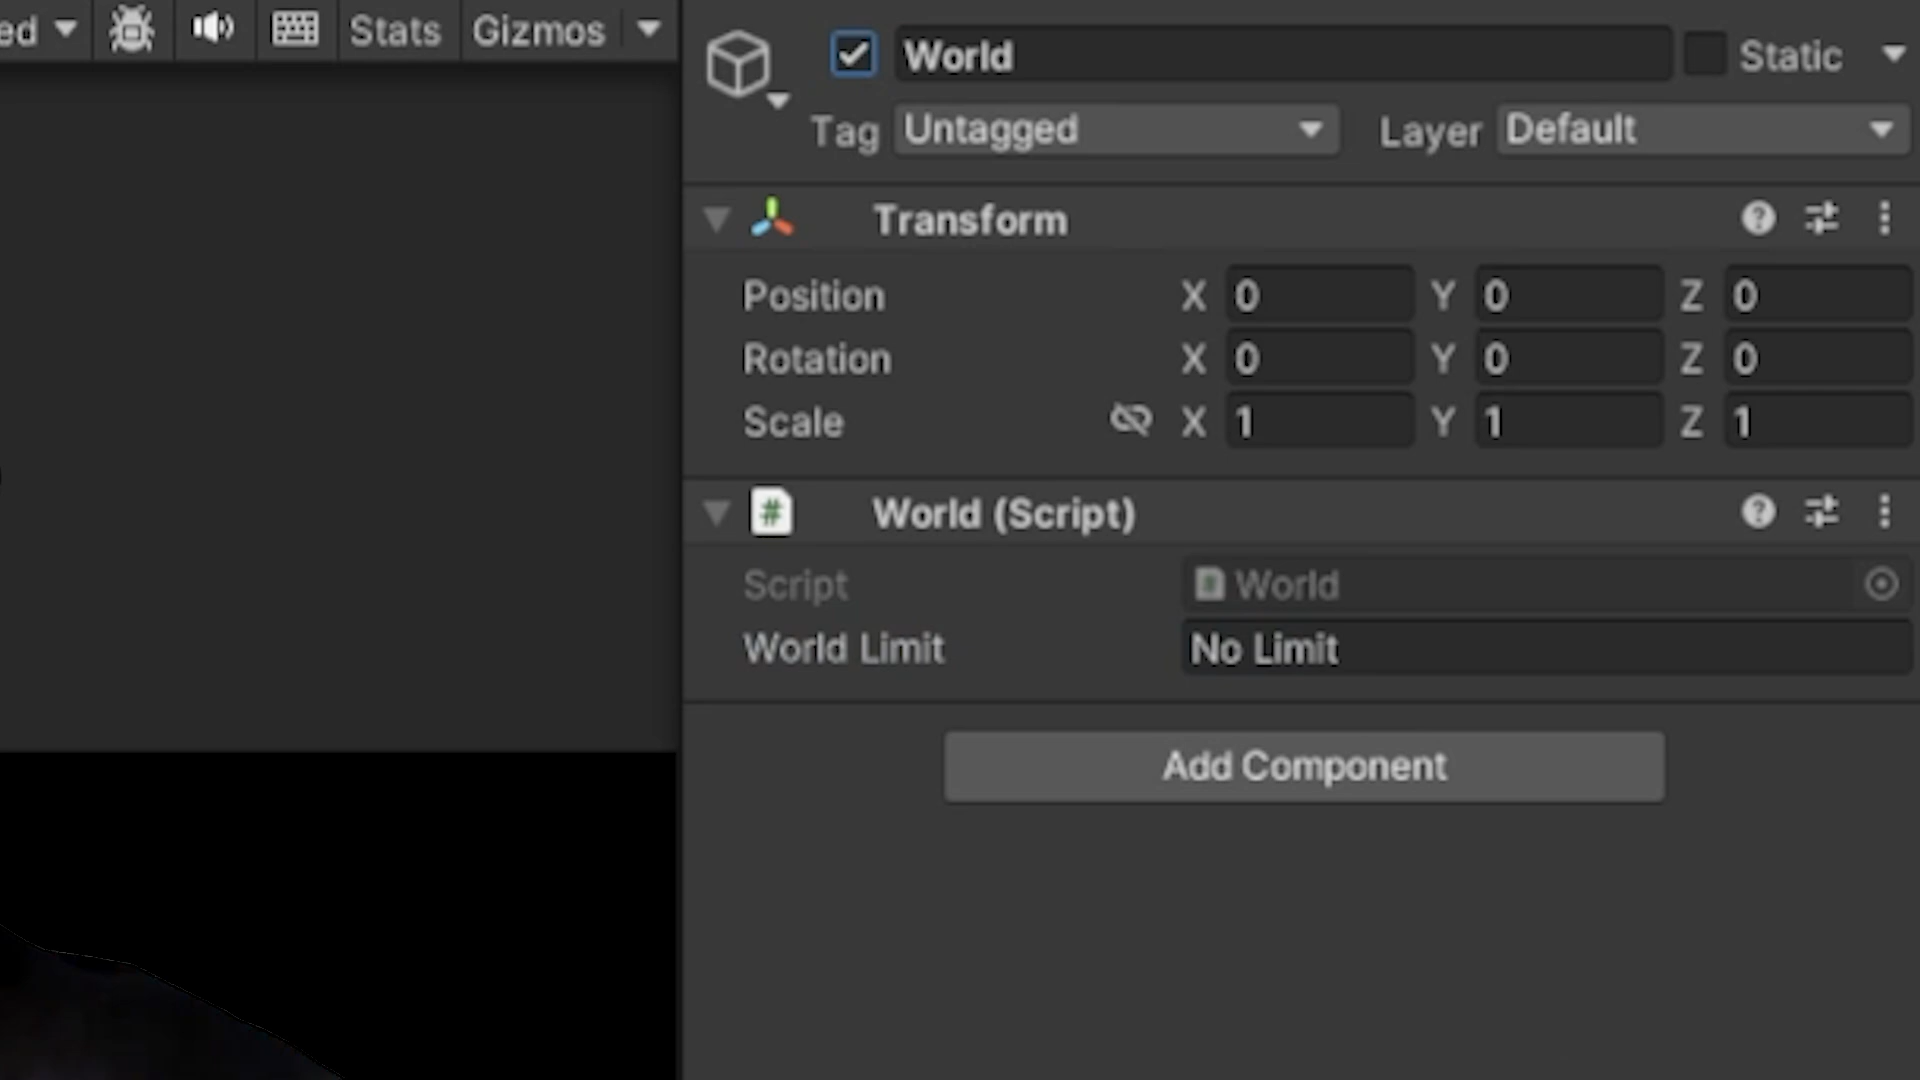 ed Stats Gizmos
World Static
Tag Untagged Layer Default
Transform
Position X 0 Y 0 Z 0
Rotation X 0 Y 0 Z 0
Scale X 1 Y 1 Z 1
# World (Script)
Script # World
World Limit No Limit
Add Component